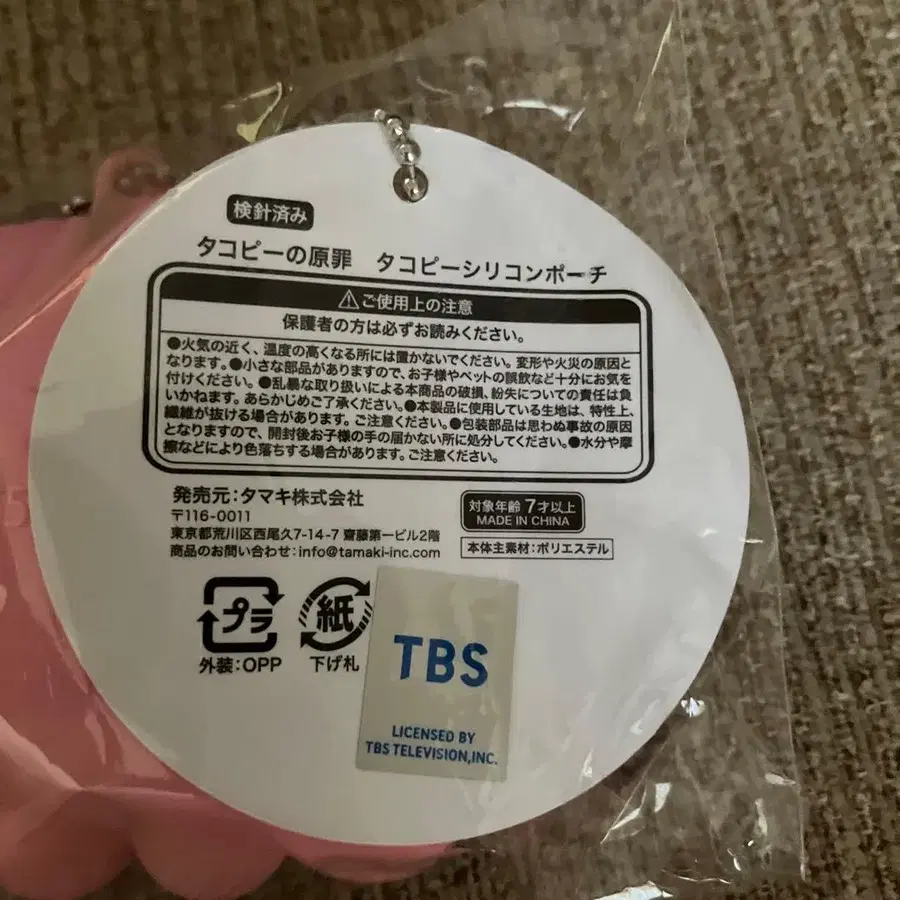 検針済み
タコピーの原罪 タコピーシリコンポーチ
⚠ご使用上の注意
保護者の方は必ずお読みください。
●火気の近く、温度の高くなる所には置かないでください。変形や火災の原因と
なります。●小さな部品がありますので、お子様やペットの誤飲など十分にお気を
付けください。●乱暴な取り扱いによる本商品の破損、紛失についての責任は負
いかねます。あらかじめご了承ください。●本製品に使用している生地は、特性上、
繊維が抜ける場合があります。ご注意ください。●包装部品は思わぬ事故の原因
となりますので、開封後お子様の手の届かない所に処分してください。●水分や摩
擦などにより色落ちする場合があります。ご注意ください。
発売元:タマキ株式会社
〒116-0011
東京都荒川区西尾久7-14-7 齋藤第一ビル2階
商品のお問い合わせ:info@tamaki-inc.com
対象年齢 7才以上
MADE IN CHINA
本体主素材:ポリエステル
プラ
外装:OPP
紙
下げ札
TBS
LICENSED BY
TBS TELEVISION,INC.